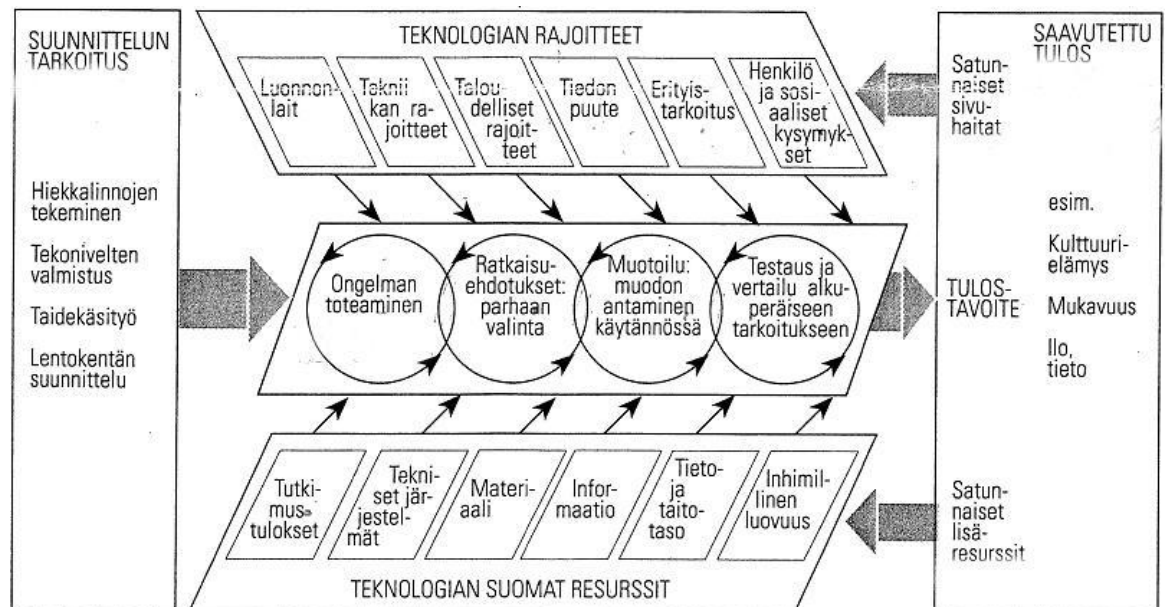 SUUNNITTELUN
TARKOITUS
Hiekkalinnojen
tekeminen
Tekonivelten
valmistus
Taidekäsityö
Lentokentän
suunnittelu
TEKNOLOGIAN RAJOITTEET
Luonnon-
lait
Teknii
kan ra-
joitteet
Talou-
delliset
rajoit-
teet
Tiedon
puute
Erityis-
tarkoitus
Henkilö
ja sosi-
aaliset
kysymyk-
set
Ongelman
toteaminen
Ratkaisu-
ehdotukset:
parhaan
valinta
Muotoilu:
muodon
antaminen
käytännössä
Testaus ja
vertailu alku-
peräiseen
tarkoitukseen
Tutki-
mus-
tulokset
Tekni-
set jär-
jestel-
mät
Materi-
aali
Infor-
maatio
Tieto-
ja
taito-
taso
Inhimil-
linen
luovuus
TEKNOLOGIAN SUOMAT RESURSSIT
SAAVUTETTU
TULOS
Satun-
naiset
sivu-
haitat
TULOS-
TAVOITE
esim.
Kulttuuri-
elämys
Mukavuus
Ilo,
tieto
Satun-
naiset
lisä-
resurssit